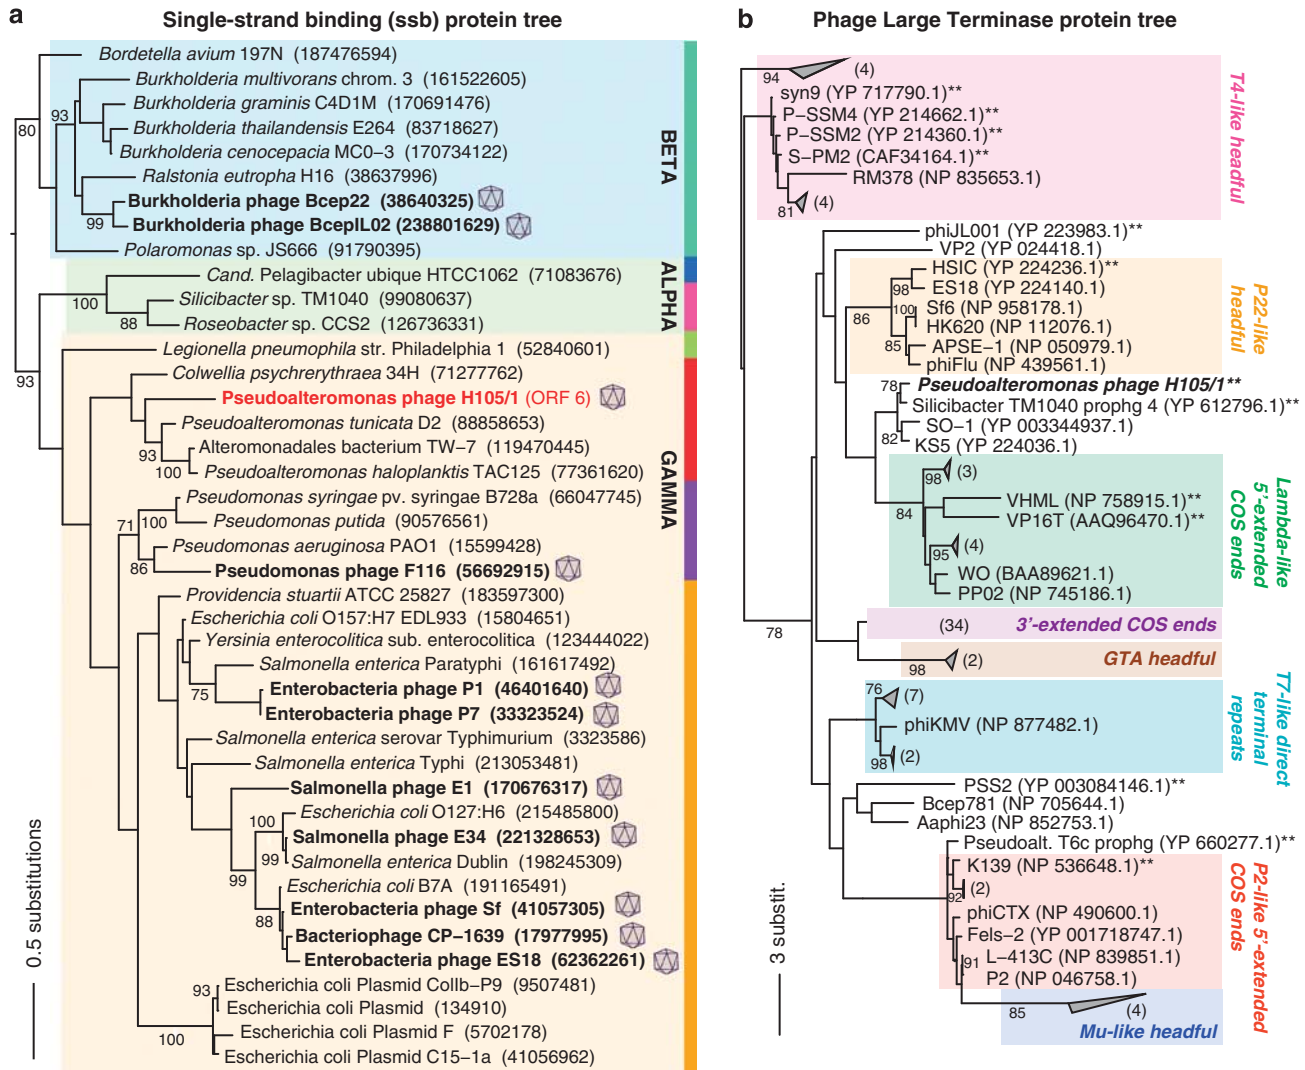 a
Single-strand binding (ssb) protein tree
Bordetella avium 197N (187476594)
Burkholderia multivorans chrom. 3 (161522605)
93
Burkholderia graminis C4D1M (170691476)
80
Burkholderia thailandensis E264 (83718627)
Burkholderia cenocepacia MC0–3 (170734122)
Ralstonia eutropha H16 (38637996)
Burkholderia phage Bcep22 (38640325)
99
Burkholderia phage BcepIL02 (238801629)
Polaromonas sp. JS666 (91790395)
BETA
Cand. Pelagibacter ubique HTCC1062 (71083676)
100
Silicibacter sp. TM1040 (99080637)
88
Roseobacter sp. CCS2 (126736331)
ALPHA
Legionella pneumophila str. Philadelphia 1 (52840601)
93
Colwellia psychrerythraea 34H (71277762)
Pseudoalteromonas phage H105/1 (ORF 6)
Pseudoalteromonas tunicata D2 (88858653)
93
Alteromonadales bacterium TW–7 (119470445)
100
Pseudoalteromonas haloplanktis TAC125 (77361620)
GAMMA
Pseudomonas syringae pv. syringae B728a (66047745)
71
100
Pseudomonas putida (90576561)
Pseudomonas aeruginosa PAO1 (15599428)
86
Pseudomonas phage F116 (56692915)
Providencia stuartii ATCC 25827 (183597300)
Escherichia coli O157:H7 EDL933 (15804651)
Yersinia enterocolitica sub. enterocolitica (123444022)
Salmonella enterica Paratyphi (161617492)
75
Enterobacteria phage P1 (46401640)
Enterobacteria phage P7 (33323524)
Salmonella enterica serovar Typhimurium (3323586)
Salmonella enterica Typhi (213053481)
Salmonella phage E1 (170676317)
Escherichia coli O127:H6 (215485800)
100
Salmonella phage E34 (221328653)
99
Salmonella enterica Dublin (198245309)
99
Escherichia coli B7A (191165491)
Enterobacteria phage Sf (41057305)
88
Bacteriophage CP–1639 (17977995)
Enterobacteria phage ES18 (62362261)
93
Escherichia coli Plasmid CoIIb–P9 (9507481)
Escherichia coli Plasmid (134910)
Escherichia coli Plasmid F (5702178)
100
Escherichia coli Plasmid C15–1a (41056962)
0.5 substitutions
b
Phage Large Terminase protein tree
94
(4)
syn9 (YP 717790.1)**
P–SSM4 (YP 214662.1)**
P–SSM2 (YP 214360.1)**
S–PM2 (CAF34164.1)**
RM378 (NP 835653.1)
81
(4)
T4-like headful
phiJL001 (YP 223983.1)**
VP2 (YP 024418.1)
HSIC (YP 224236.1)**
98
ES18 (YP 224140.1)
86
100
Sf6 (NP 958178.1)
HK620 (NP 112076.1)
85
APSE–1 (NP 050979.1)
phiFlu (NP 439561.1)
P22-like
headful
78
Pseudoalteromonas phage H105/1**
Silicibacter TM1040 prophg 4 (YP 612796.1)**
SO–1 (YP 003344937.1)
82
KS5 (YP 224036.1)
98
(3)
VHML (NP 758915.1)**
84
VP16T (AAQ96470.1)**
95
(4)
WO (BAA89621.1)
PP02 (NP 745186.1)
Lambda-like
5'-extended
COS ends
78
(34)
3'-extended COS ends
98
(2)
GTA headful
76
(7)
phiKMV (NP 877482.1)
98
(2)
T7-like direct
terminal
repeats
PSS2 (YP 003084146.1)**
Bcep781 (NP 705644.1)
Aaphi23 (NP 852753.1)
Pseudoalt. T6c prophg (YP 660277.1)**
K139 (NP 536648.1)**
92
(2)
phiCTX (NP 490600.1)
Fels–2 (YP 001718747.1)
91
L–413C (NP 839851.1)
P2 (NP 046758.1)
P2-like 5'-extended
COS ends
85
(4)
Mu-like headful
3 substit.